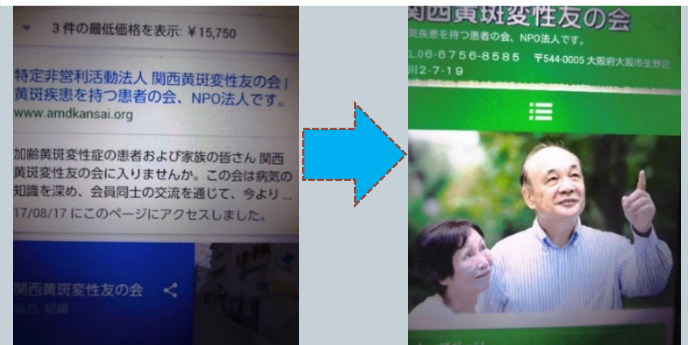 3 件の最低価格を表示: ¥15,750
特定非営利活動法人 関西黄斑変性友の会 |
黄斑疾患を持つ患者の会、NPO法人です。
www.amdkansai.org
加齢黄斑変性症の患者および家族の皆さん 関西
黄斑変性友の会に入りませんか。この会は病気の
知識を深め、会員同士の交流を通じて、今より ...
17/08/17 にこのページにアクセスしました。
関西黄斑変性友の会
協会/組織
関西黄斑変性友の会
斑疾患を持つ患者の会、NPO法人です。
L.06-6756-8585 〒544-0005 大阪府大阪市生野区
川2-7-19